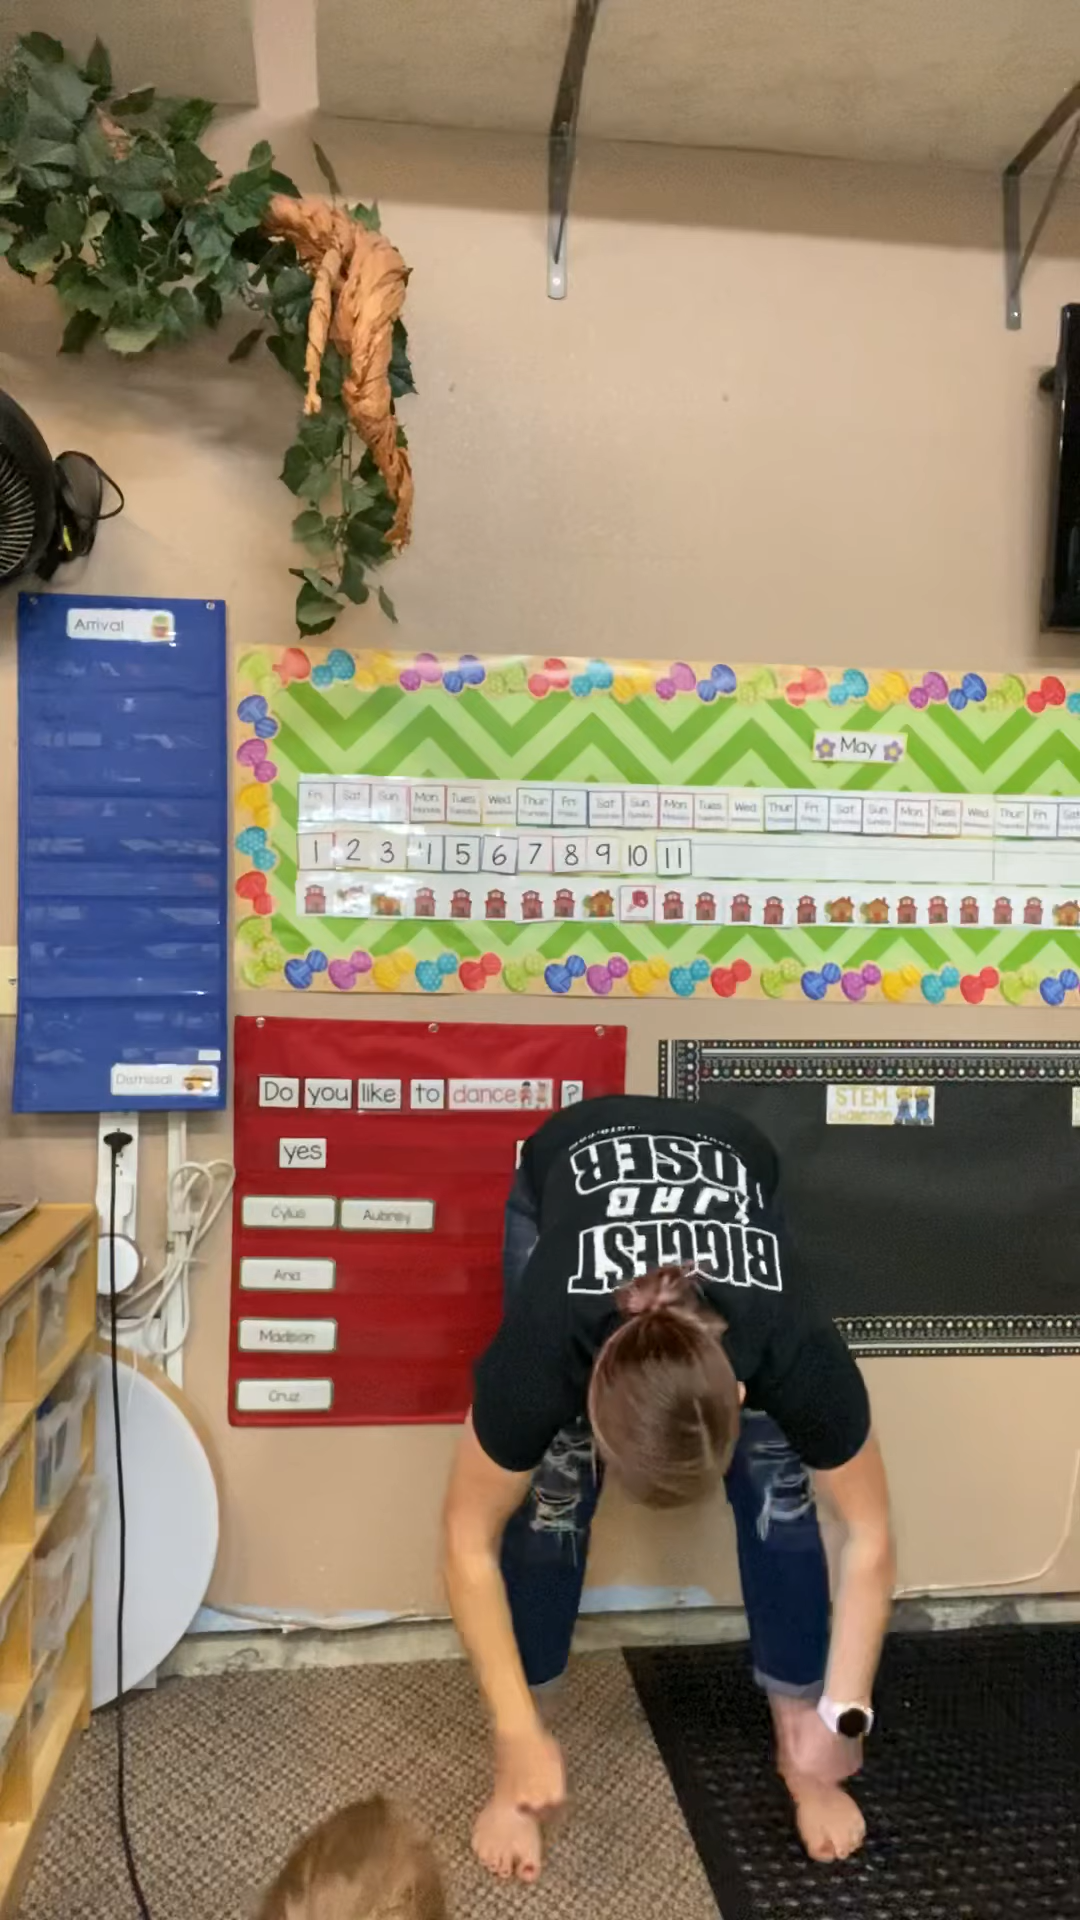 Arrival
May
Fri Sat Sun Mon Tues Wed Thur Fri Sat Sun Mon Tues Wed Thur Fri Sat Sun Mon Tues Wed Thur Fri Sat
1 2 3 4 5 6 7 8 9 10 11
Dismissal
Do you like to dance ?
yes
Cylus Aubrey
Ana
Madison
Cruz
STEM
challenge
BIGGEST
LOSER